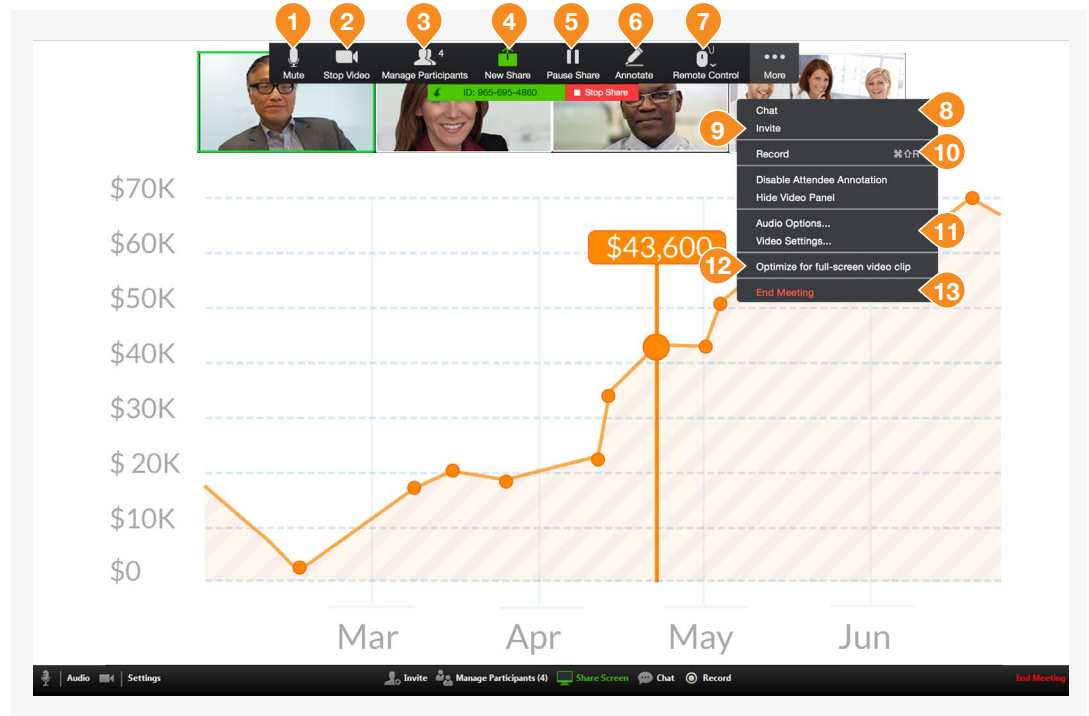 1 2 3 4 5 6 7
4
Mute Stop Video Manage Participants New Share Pause Share Annotate Remote Control More
ID: 965-695-4860 Stop Share
Chat 8
9 Invite
Record ⌘⇧R 10
Disable Attendee Annotation
Hide Video Panel
Audio Options... 11
Video Settings...
12 Optimize for full-screen video clip
End Meeting 13
$70K
$60K
$43,600
$50K
$40K
$30K
$ 20K
$10K
$0
Mar Apr May Jun
Audio Settings Invite Manage Participants (4) Share Screen Chat Record End Meeting